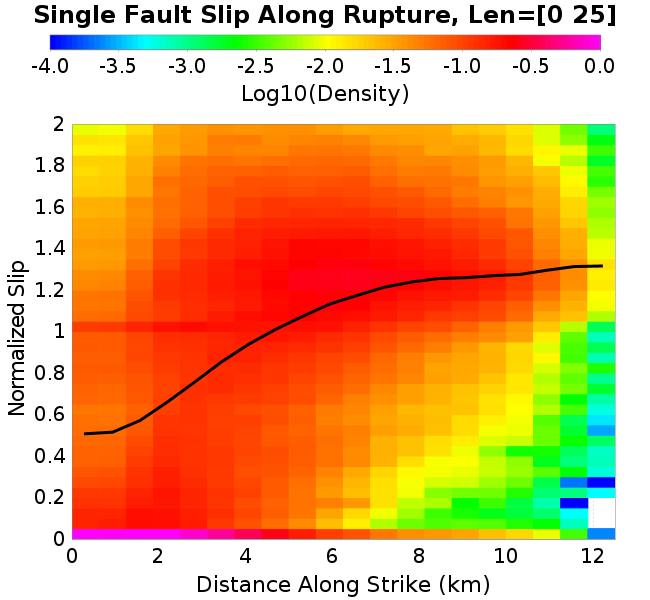 Single Fault Slip Along Rupture, Len=[0 25]
-4.0 -3.5 -3.0 -2.5 -2.0 -1.5 -1.0 -0.5 0.0
Log10(Density)
2
1.8
1.6
1.4
1.2
1
0.8
0.6
0.4
0.2
0
Normalized Slip
0 2 4 6 8 10 12
Distance Along Strike (km)